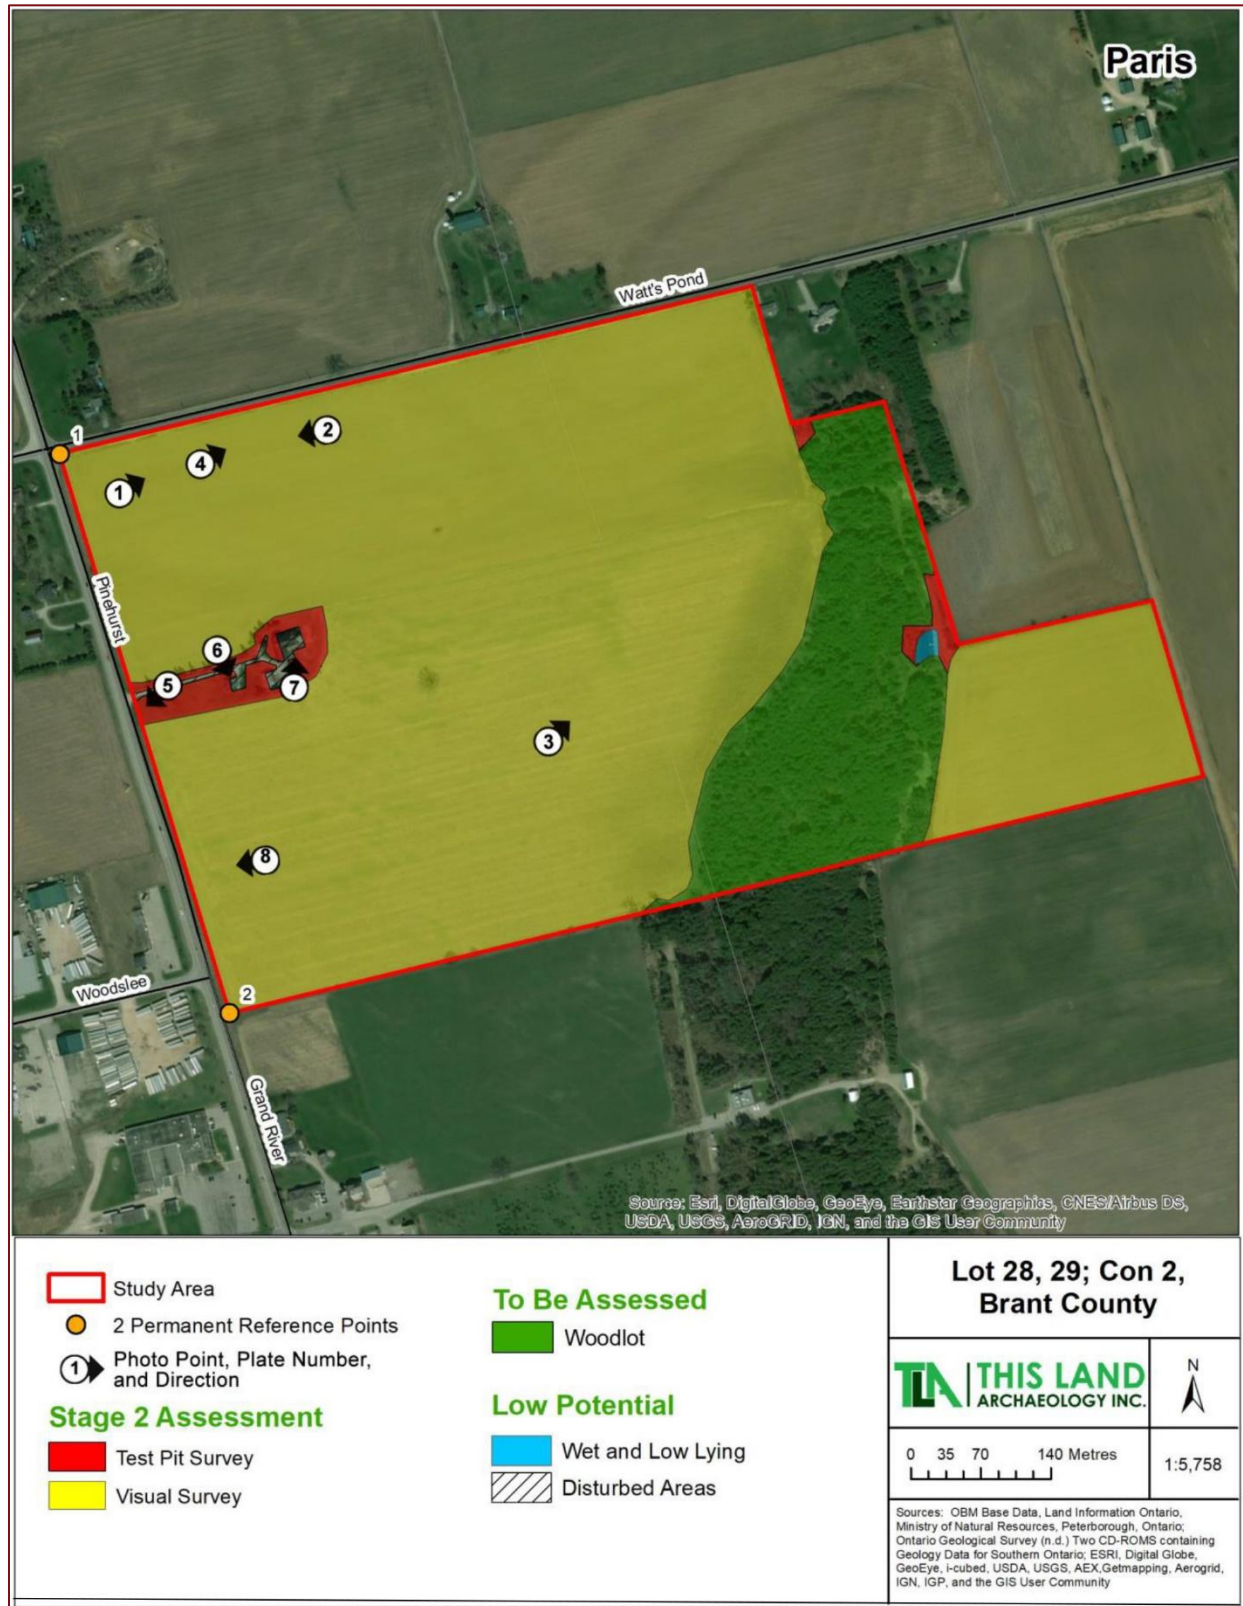 Paris
Watt's Pond
1
2
4
1
Pinehurst
6
5
7
3
8
Woodslee
2
Grand River
Source: Esri, DigitalGlobe, GeoEye, Earthstar Geographics, CNES/Airbus DS,
USDA, USGS, AeroGRID, IGN, and the GIS User Community
Study Area
2 Permanent Reference Points
1
Photo Point, Plate Number,
and Direction
Stage 2 Assessment
Test Pit Survey
Visual Survey
To Be Assessed
Woodlot
Low Potential
Wet and Low Lying
Disturbed Areas
Lot 28, 29; Con 2,
Brant County
TLA THIS LAND
ARCHAEOLOGY INC.
N
0 35 70 140 Metres
1:5,758
Sources: OBM Base Data, Land Information Ontario,
Ministry of Natural Resources, Peterborough, Ontario;
Ontario Geological Survey (n.d.) Two CD-ROMS containing
Geology Data for Southern Ontario; ESRI, Digital Globe,
GeoEye, i-cubed, USDA, USGS, AEX,Getmapping, Aerogrid,
IGN, IGP, and the GIS User Community